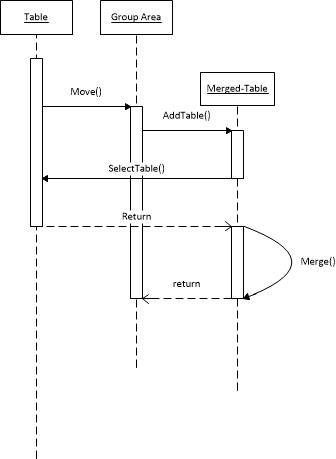 Table
Group Area
Merged-Table
Move()
AddTable()
SelectTable()
Return
Merge()
return